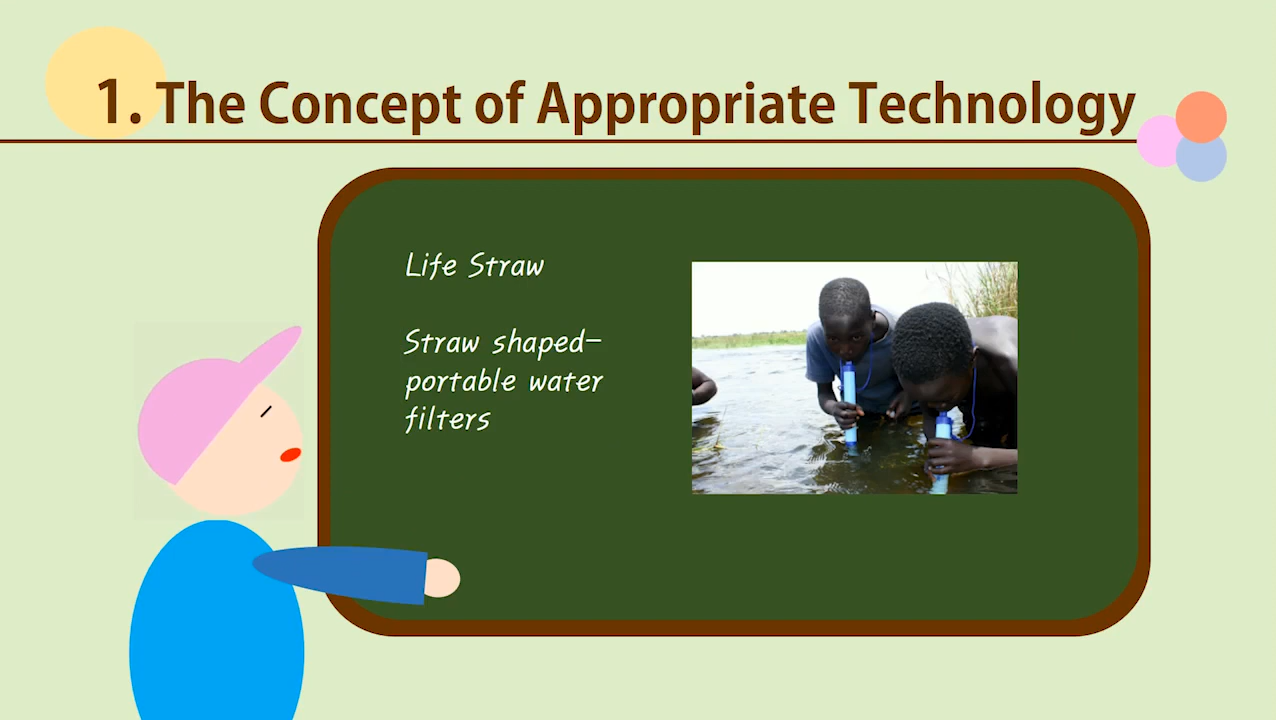 1. The Concept of Appropriate Technology
Life Straw
Straw shaped-
portable water
filters